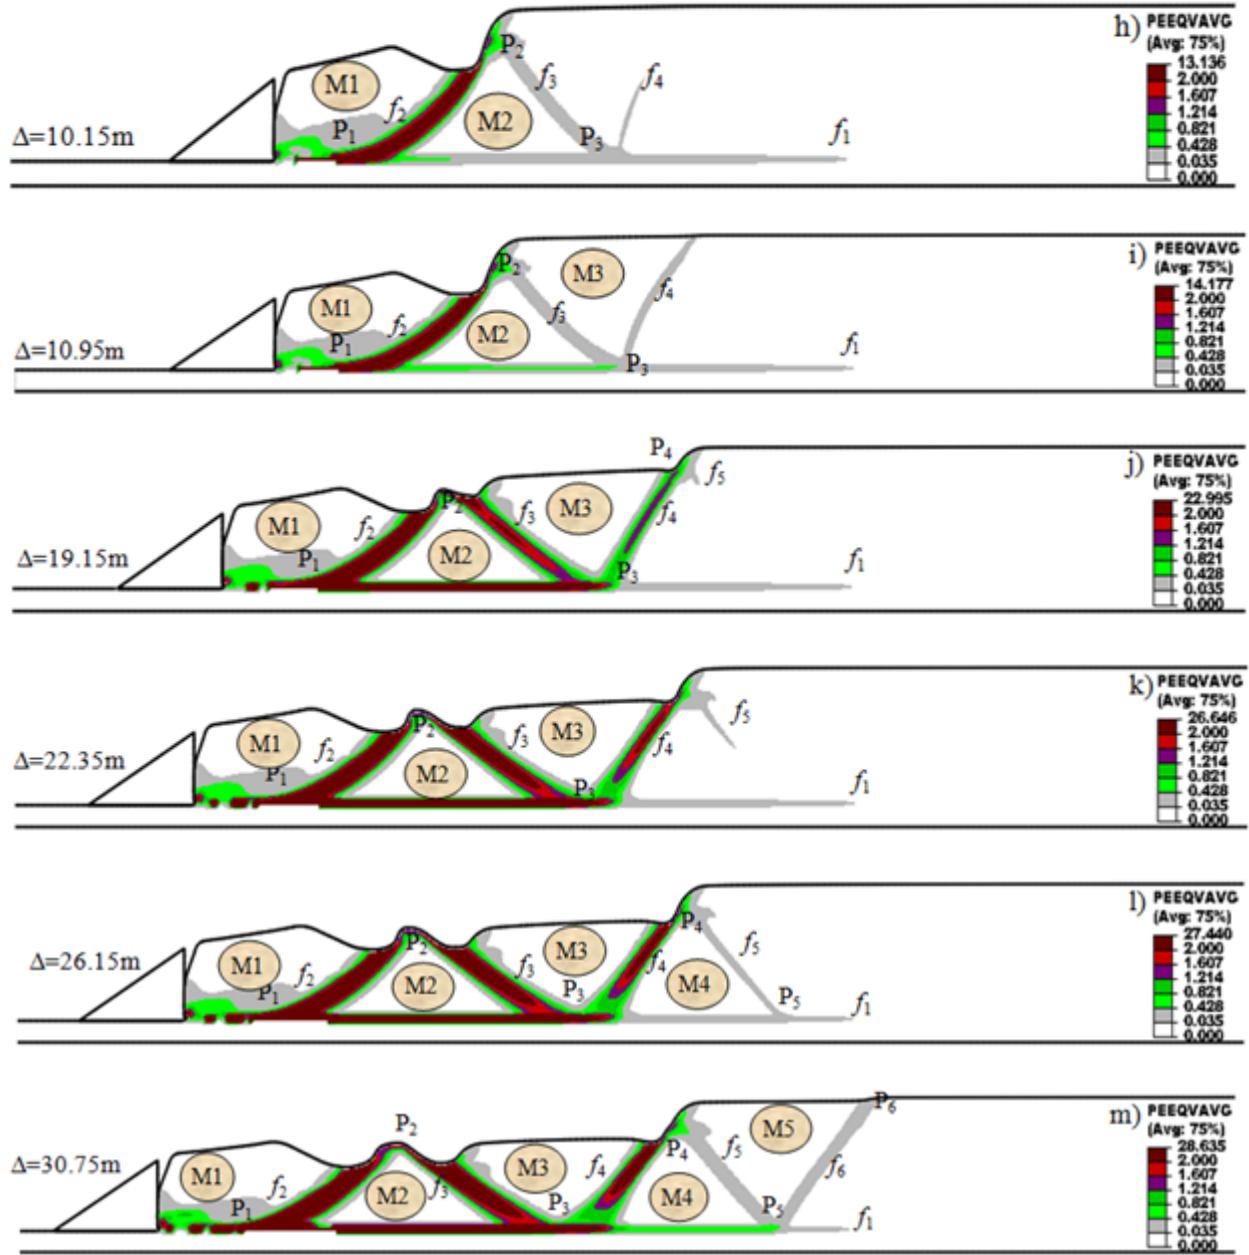 h) PEEQVAVG
(Avg: 75%)
13.136
2.000
1.607
1.214
0.821
0.428
0.035
0.000
Δ=10.15m
M1
P1
f2
P2
M2
f3
P3
f4
f1
i) PEEQVAVG
(Avg: 75%)
14.177
2.000
1.607
1.214
0.821
0.428
0.035
0.000
Δ=10.95m
M1
P1
f2
P2
M2
f3
M3
P3
f4
f1
j) PEEQVAVG
(Avg: 75%)
22.995
2.000
1.607
1.214
0.821
0.428
0.035
0.000
Δ=19.15m
M1
P1
f2
P2
M2
f3
M3
P3
f4
P4
f5
f1
k) PEEQVAVG
(Avg: 75%)
26.646
2.000
1.607
1.214
0.821
0.428
0.035
0.000
Δ=22.35m
M1
P1
f2
P2
M2
f3
M3
P3
f4
f5
f1
l) PEEQVAVG
(Avg: 75%)
27.440
2.000
1.607
1.214
0.821
0.428
0.035
0.000
Δ=26.15m
M1
P1
f2
P2
M2
f3
M3
P3
f4
P4
M4
f5
P5
f1
m) PEEQVAVG
(Avg: 75%)
28.635
2.000
1.607
1.214
0.821
0.428
0.035
0.000
Δ=30.75m
M1
P1
f2
P2
M2
f3
M3
P3
f4
P4
M4
f5
M5
P5
f6
P6
f1